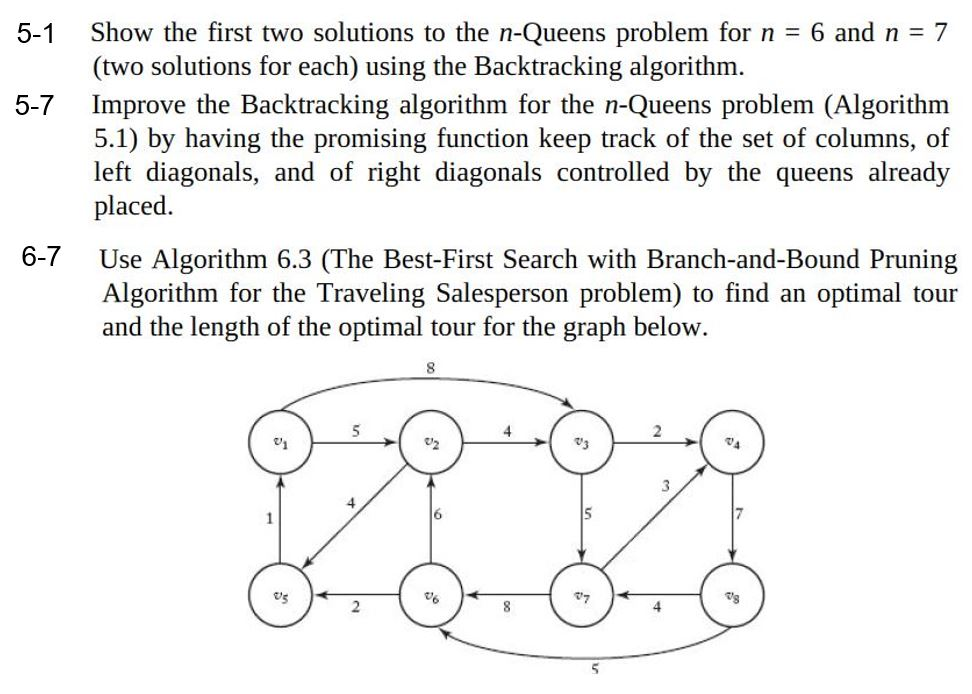 5-1 Show the first two solutions to the n-Queens problem for n = 6 and n = 7
(two solutions for each) using the Backtracking algorithm.
5-7 Improve the Backtracking algorithm for the n-Queens problem (Algorithm
5.1) by having the promising function keep track of the set of columns, of
left diagonals, and of right diagonals controlled by the queens already
placed.
6-7 Use Algorithm 6.3 (The Best-First Search with Branch-and-Bound Pruning
Algorithm for the Traveling Salesperson problem) to find an optimal tour
and the length of the optimal tour for the graph below.
8
v1 5 v2 4 v3 2 v4
1 4 6 5 3 7
v5 2 v6 8 v7 4 v8
5